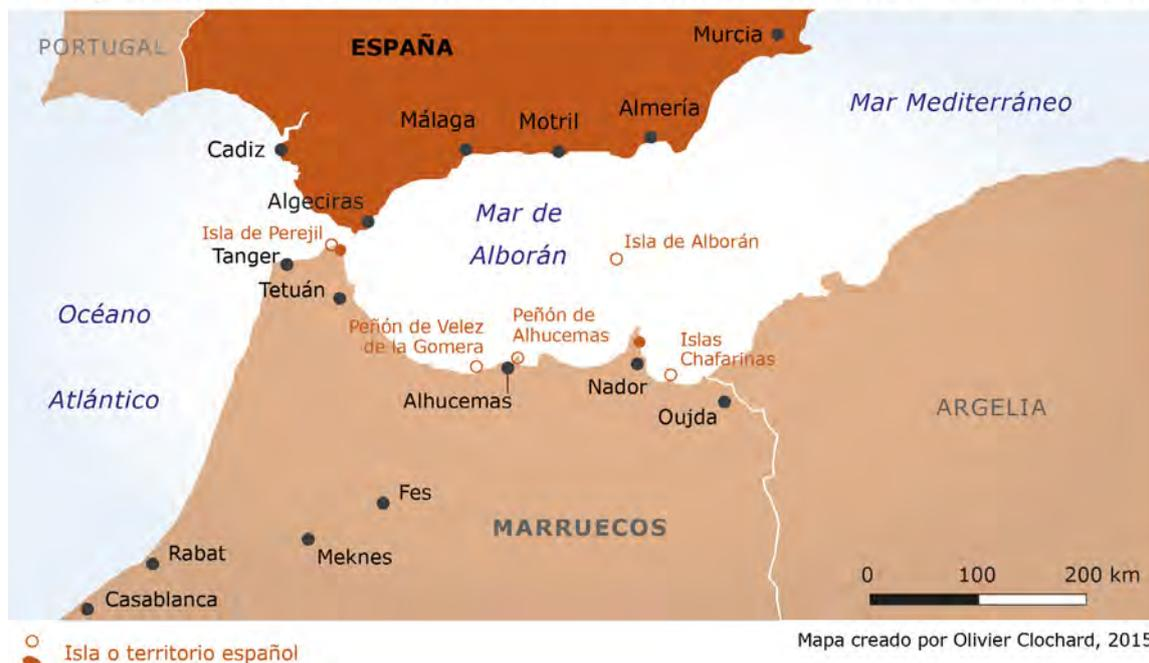 PORTUGAL
ESPAÑA
Murcia
Mar Mediterráneo
Almería
Málaga
Motril
Cadiz
Algeciras
Mar de
Alborán
Isla de Perejil
Isla de Alborán
Tanger
Tetuán
Océano
Atlántico
Peñón de Velez
de la Gomera
Peñón de
Alhucemas
Islas
Chafarinas
Alhucemas
Nador
Oujda
ARGELIA
Fes
MARRUECOS
Rabat
Meknes
Casablanca
0 100 200 km
Isla o territorio español
Mapa creado por Olivier Clochard, 2015